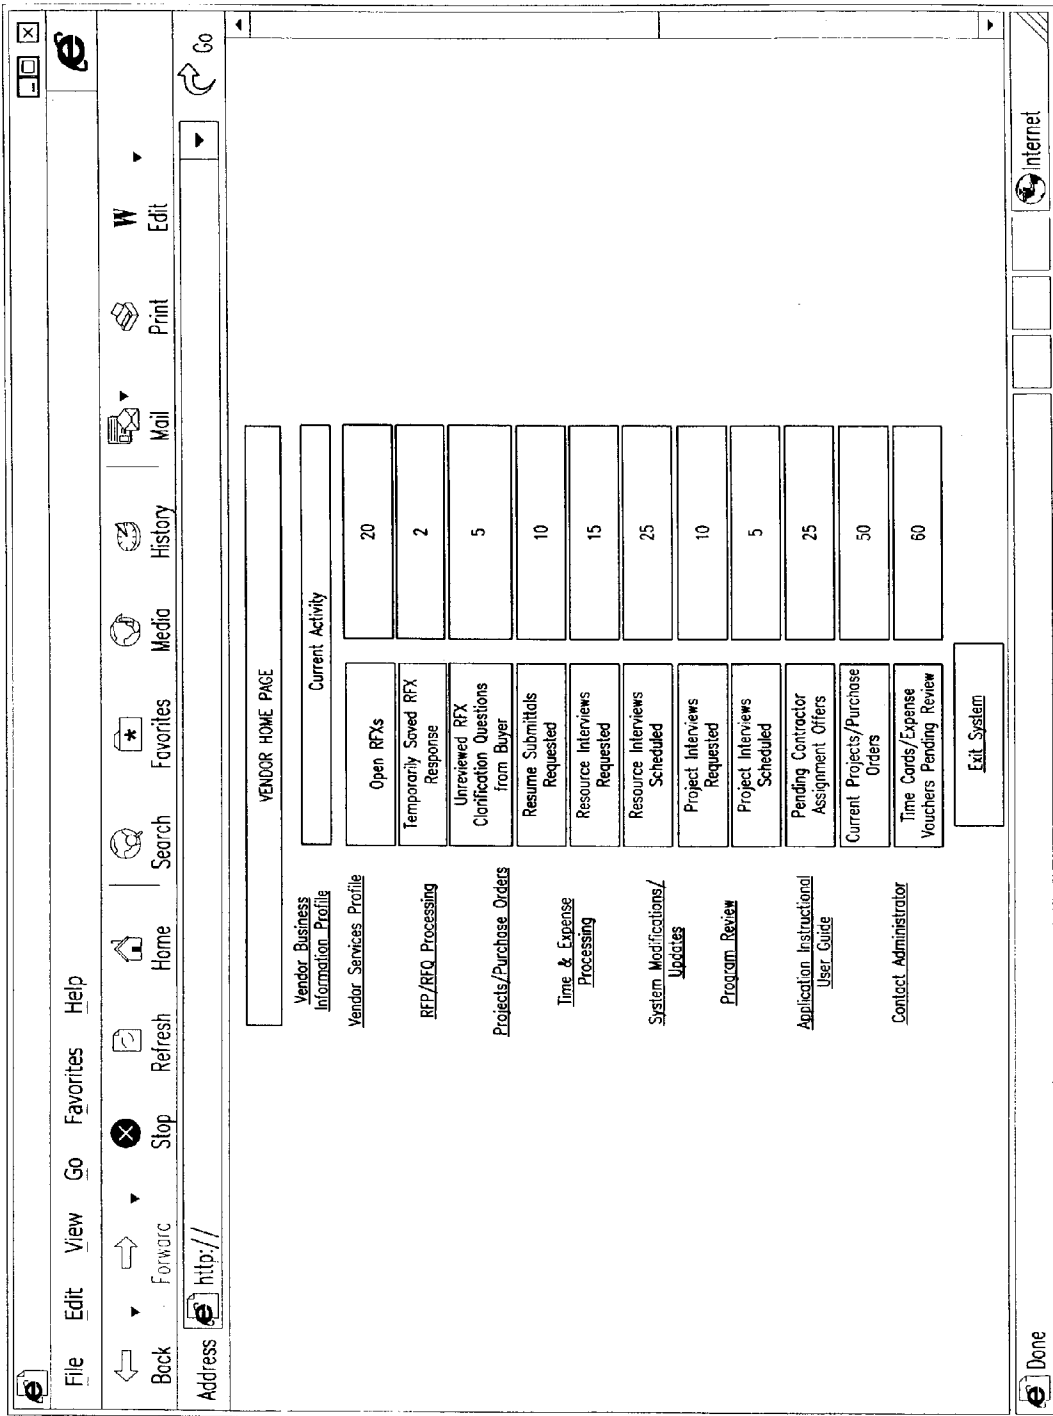 File Edit View Go Favorites Help
Back Forward Stop Refresh Home Search Favorites Media History Mail Print Edit
Address http:// Go
VENDOR HOME PAGE
Vendor Business
Information Profile
Vendor Services Profile
RFP/RFQ Processing
Projects/Purchase Orders
Time & Expense
Processing
System Modifications/
Updates
Program Review
Application Instructional
User Guide
Contact Administrator
Current Activity
Open RFXs 20
Temporarily Saved RFX
Response 2
Unreviewed RFX
Clarification Questions
from Buyer 5
Resume Submittals
Requested 10
Resource Interviews
Requested 15
Resource Interviews
Scheduled 25
Project Interviews
Requested 10
Project Interviews
Scheduled 5
Pending Contractor
Assignment Offers 25
Current Projects/Purchase
Orders 50
Time Cards/Expense
Vouchers Pending Review 60
Exit System
Done Internet